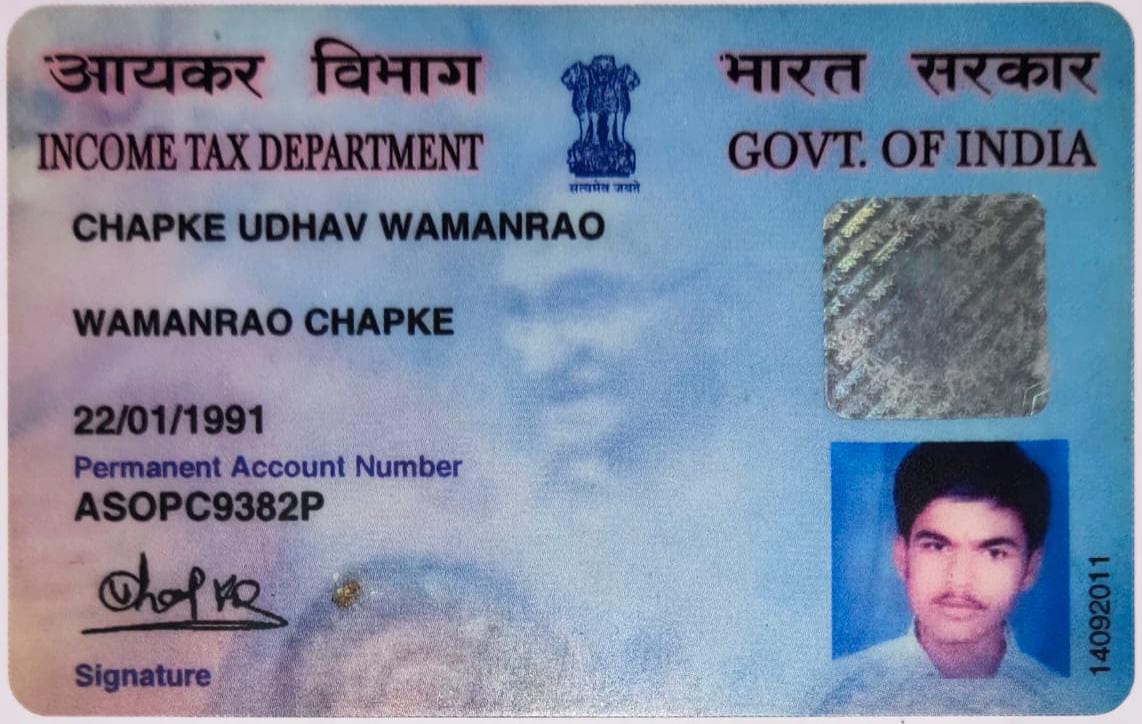 आयकर विभाग
INCOME TAX DEPARTMENT
सत्यमेव जयते
भारत सरकार
GOVT. OF INDIA
CHAPKE UDHAV WAMANRAO
WAMANRAO CHAPKE
22/01/1991
Permanent Account Number
ASOPC9382P
Signature
14092011